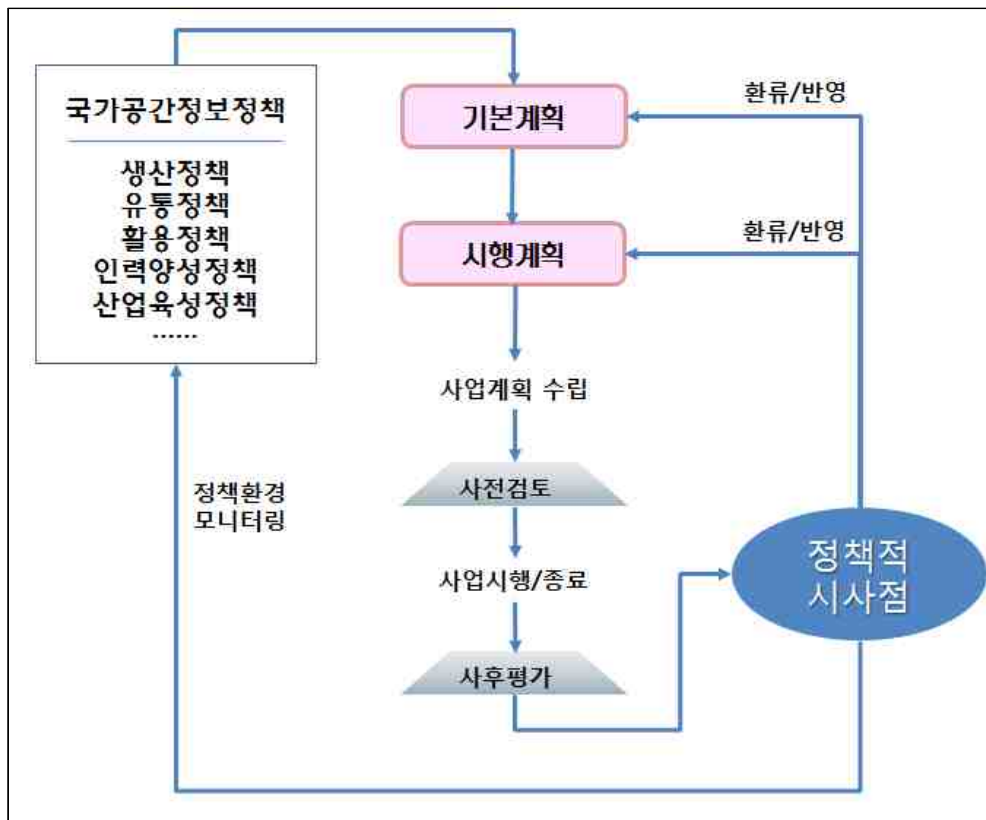 국가공간정보정책
생산정책
유통정책
활용정책
인력양성정책
산업육성정책
......
기본계획
환류/반영
시행계획
환류/반영
사업계획 수립
사전검토
정책환경
모니터링
사업시행/종료
정책적
시사점
사후평가